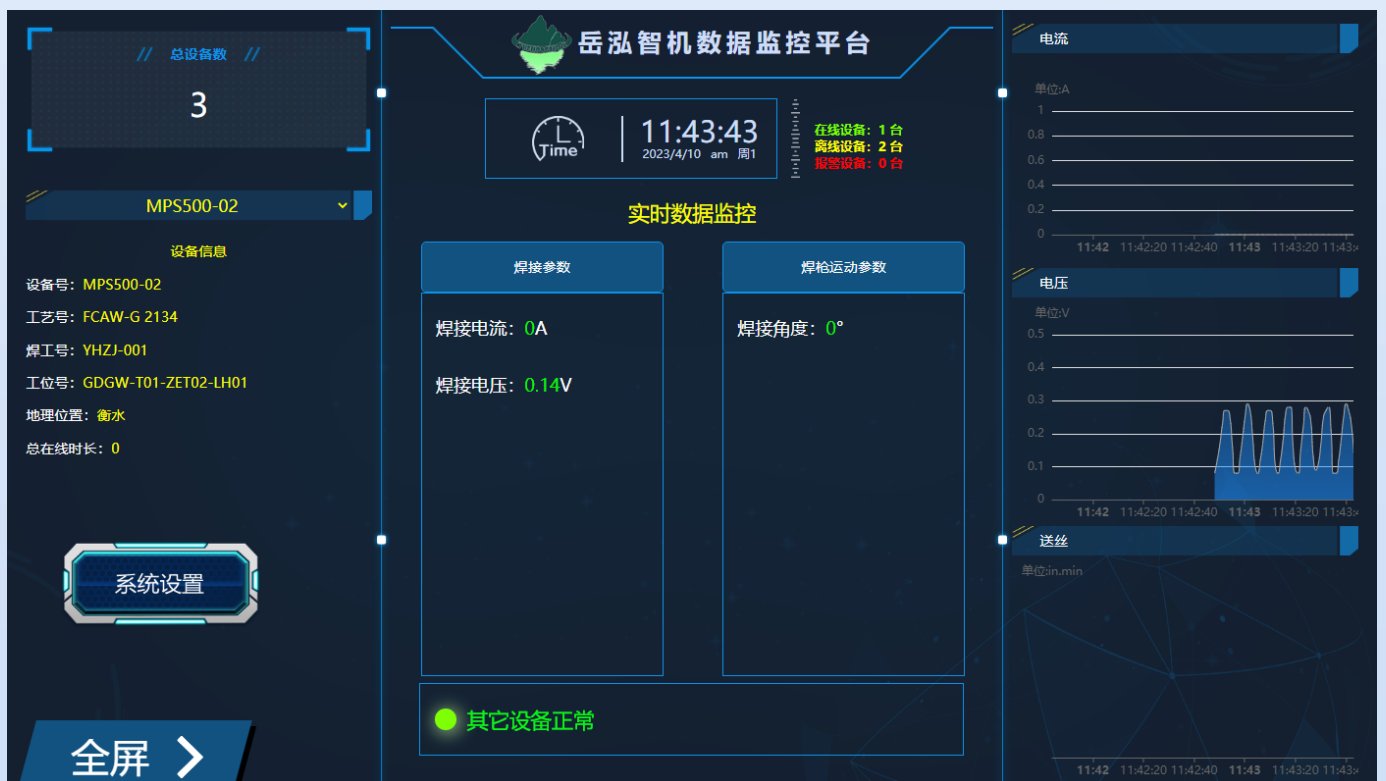 总设备数
3
MPS500-02
设备信息
设备号：MPS500-02
工艺号：FCAW-G 2134
焊工号：YHZJ-001
工位号：GDGW-T01-ZET02-LH01
地理位置：衡水
总在线时长：0
系统设置
全屏
岳泓智机数据监控平台
Time
11:43:43
2023/4/10 am 周1
在线设备：1 台
离线设备：2 台
报警设备：0 台
实时数据监控
焊接参数
焊接电流：0A
焊接电压：0.14V
焊枪运动参数
焊接角度：0°
其它设备正常
电流
单位:A
1
0.8
0.6
0.4
0.2
0
11:42 11:42:20 11:42:40 11:43 11:43:20 11:43:
电压
单位:V
0.5
0.4
0.3
0.2
0.1
0
11:42 11:42:20 11:42:40 11:43 11:43:20 11:43:
送丝
单位:in.min
11:42 11:42:20 11:42:40 11:43 11:43:20 11:43: